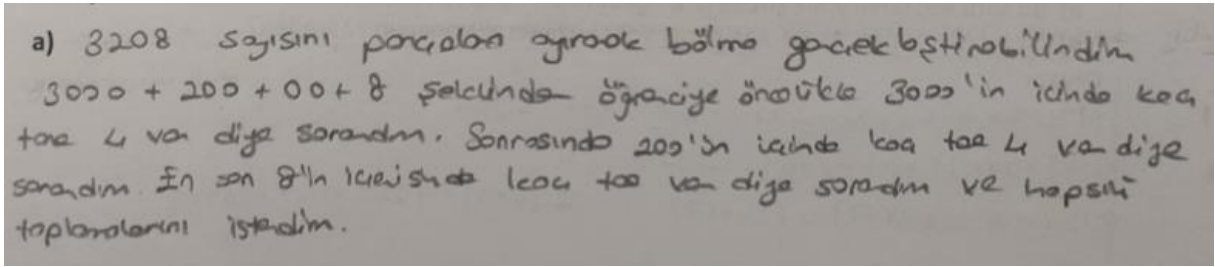 a) 3208 sayısını parçaları ayırarak bölme gerçekleştirebilirdim
3000 + 200 + 00 + 8 şeklinde öğrenciye öncelikle 3000'in içinde kaç
tane 4 var diye sorardım. Sonrasında 200'ün içinde kaç tane 4 var diye
sorardım. En son 8'in içerisinde kaç tane var diye sorardım ve hepsini
toplamalarını isterdim.